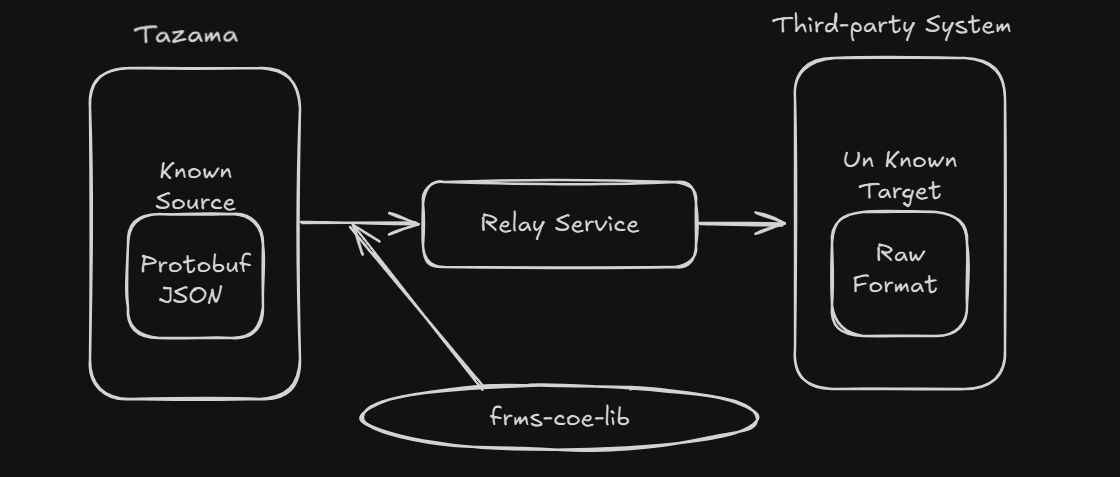 Tazama
Third-party System
Known
Source
Protobuf
JSON
Relay Service
Un Known
Target
Raw
Format
frms-coe-lib